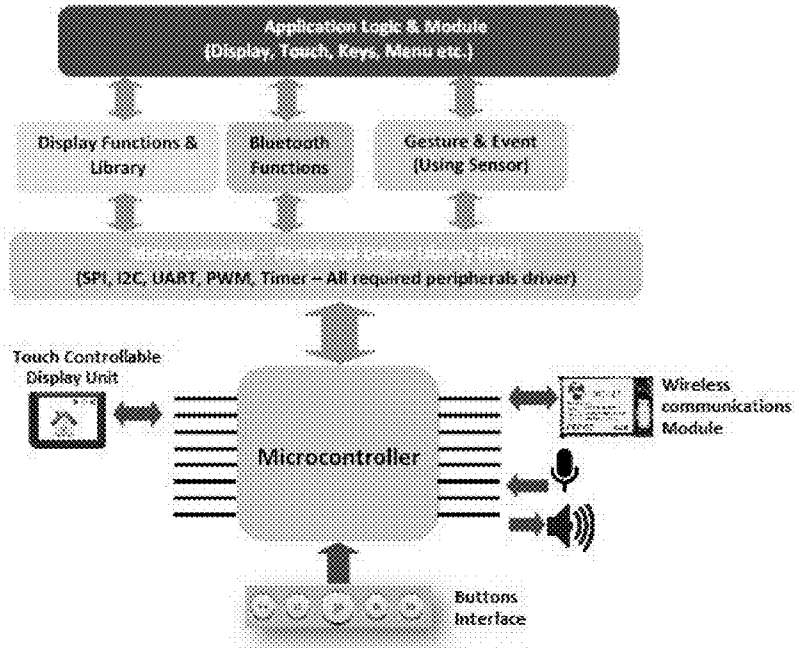 Application Logic & Module
(Display, Touch, Keys, Menu etc.)
Display Functions &
Library
Bluetooth
Functions
Gesture & Event
(Using Sensor)
(SPI, I2C, UART, PWM, Timer – All required peripherals driver)
Touch Controllable
Display Unit
Microcontroller
Wireless
communications
Module
Buttons
Interface